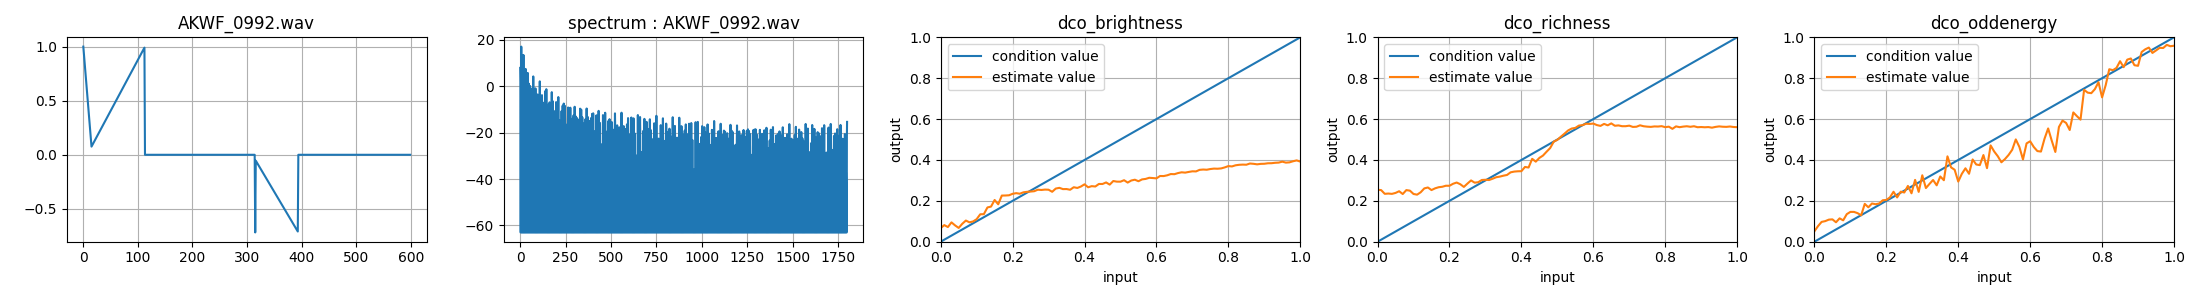 AKWF_0992.wav
1.0
0.5
0.0
−0.5
0 100 200 300 400 500 600
spectrum : AKWF_0992.wav
20
0
−20
−40
−60
0 250 500 750 1000 1250 1500 1750
dco_brightness
condition value
estimate value
output
1.0
0.8
0.6
0.4
0.2
0.0
0.0 0.2 0.4 0.6 0.8 1.0
input
dco_richness
condition value
estimate value
output
1.0
0.8
0.6
0.4
0.2
0.0
0.0 0.2 0.4 0.6 0.8 1.0
input
dco_oddenergy
condition value
estimate value
output
1.0
0.8
0.6
0.4
0.2
0.0
0.0 0.2 0.4 0.6 0.8 1.0
input